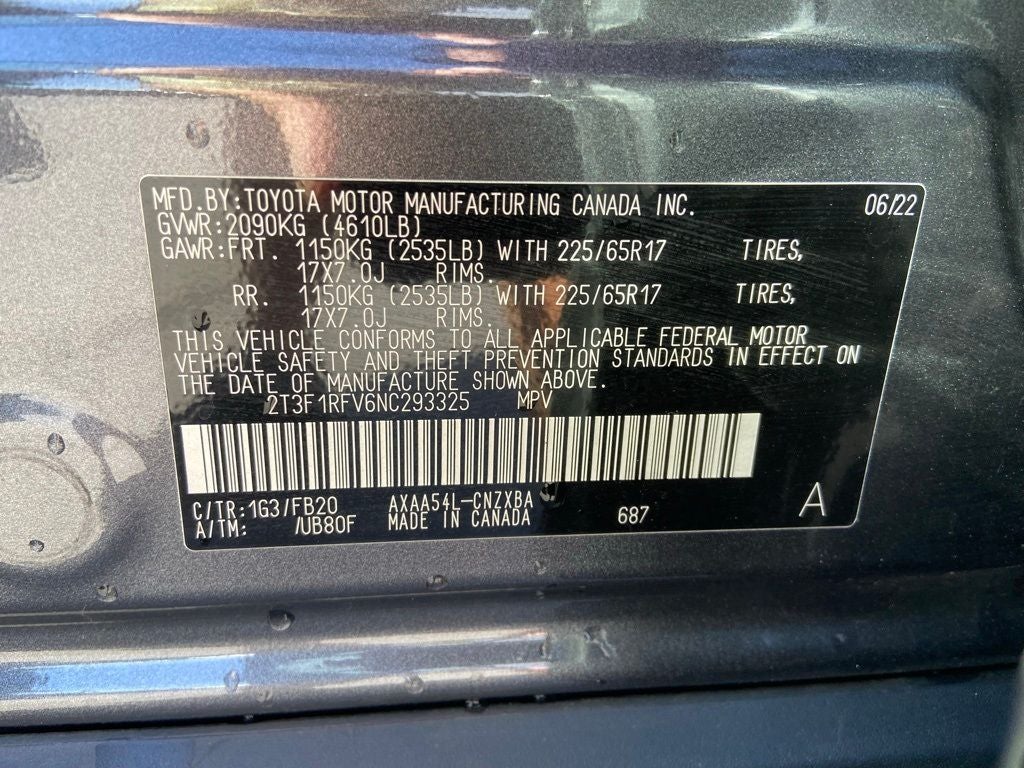 MFD.BY:TOYOTA MOTOR MANUFACTURING CANADA INC. 06/22
GVWR:2090KG (4610LB)
GAWR:FRT. 1150KG (2535LB) WITH 225/65R17 TIRES,
17X7.0J RIMS.
RR. 1150KG (2535LB) WITH 225/65R17 TIRES,
17X7.0J RIMS.
THIS VEHICLE CONFORMS TO ALL APPLICABLE FEDERAL MOTOR
VEHICLE SAFETY AND THEFT PREVENTION STANDARDS IN EFFECT ON
THE DATE OF MANUFACTURE SHOWN ABOVE.
2T3F1RFV6NC293325 MPV
C/TR:1G3/FB20 AXAA54L-CNZXBA
A/TM: /UB80F MADE IN CANADA 687 A